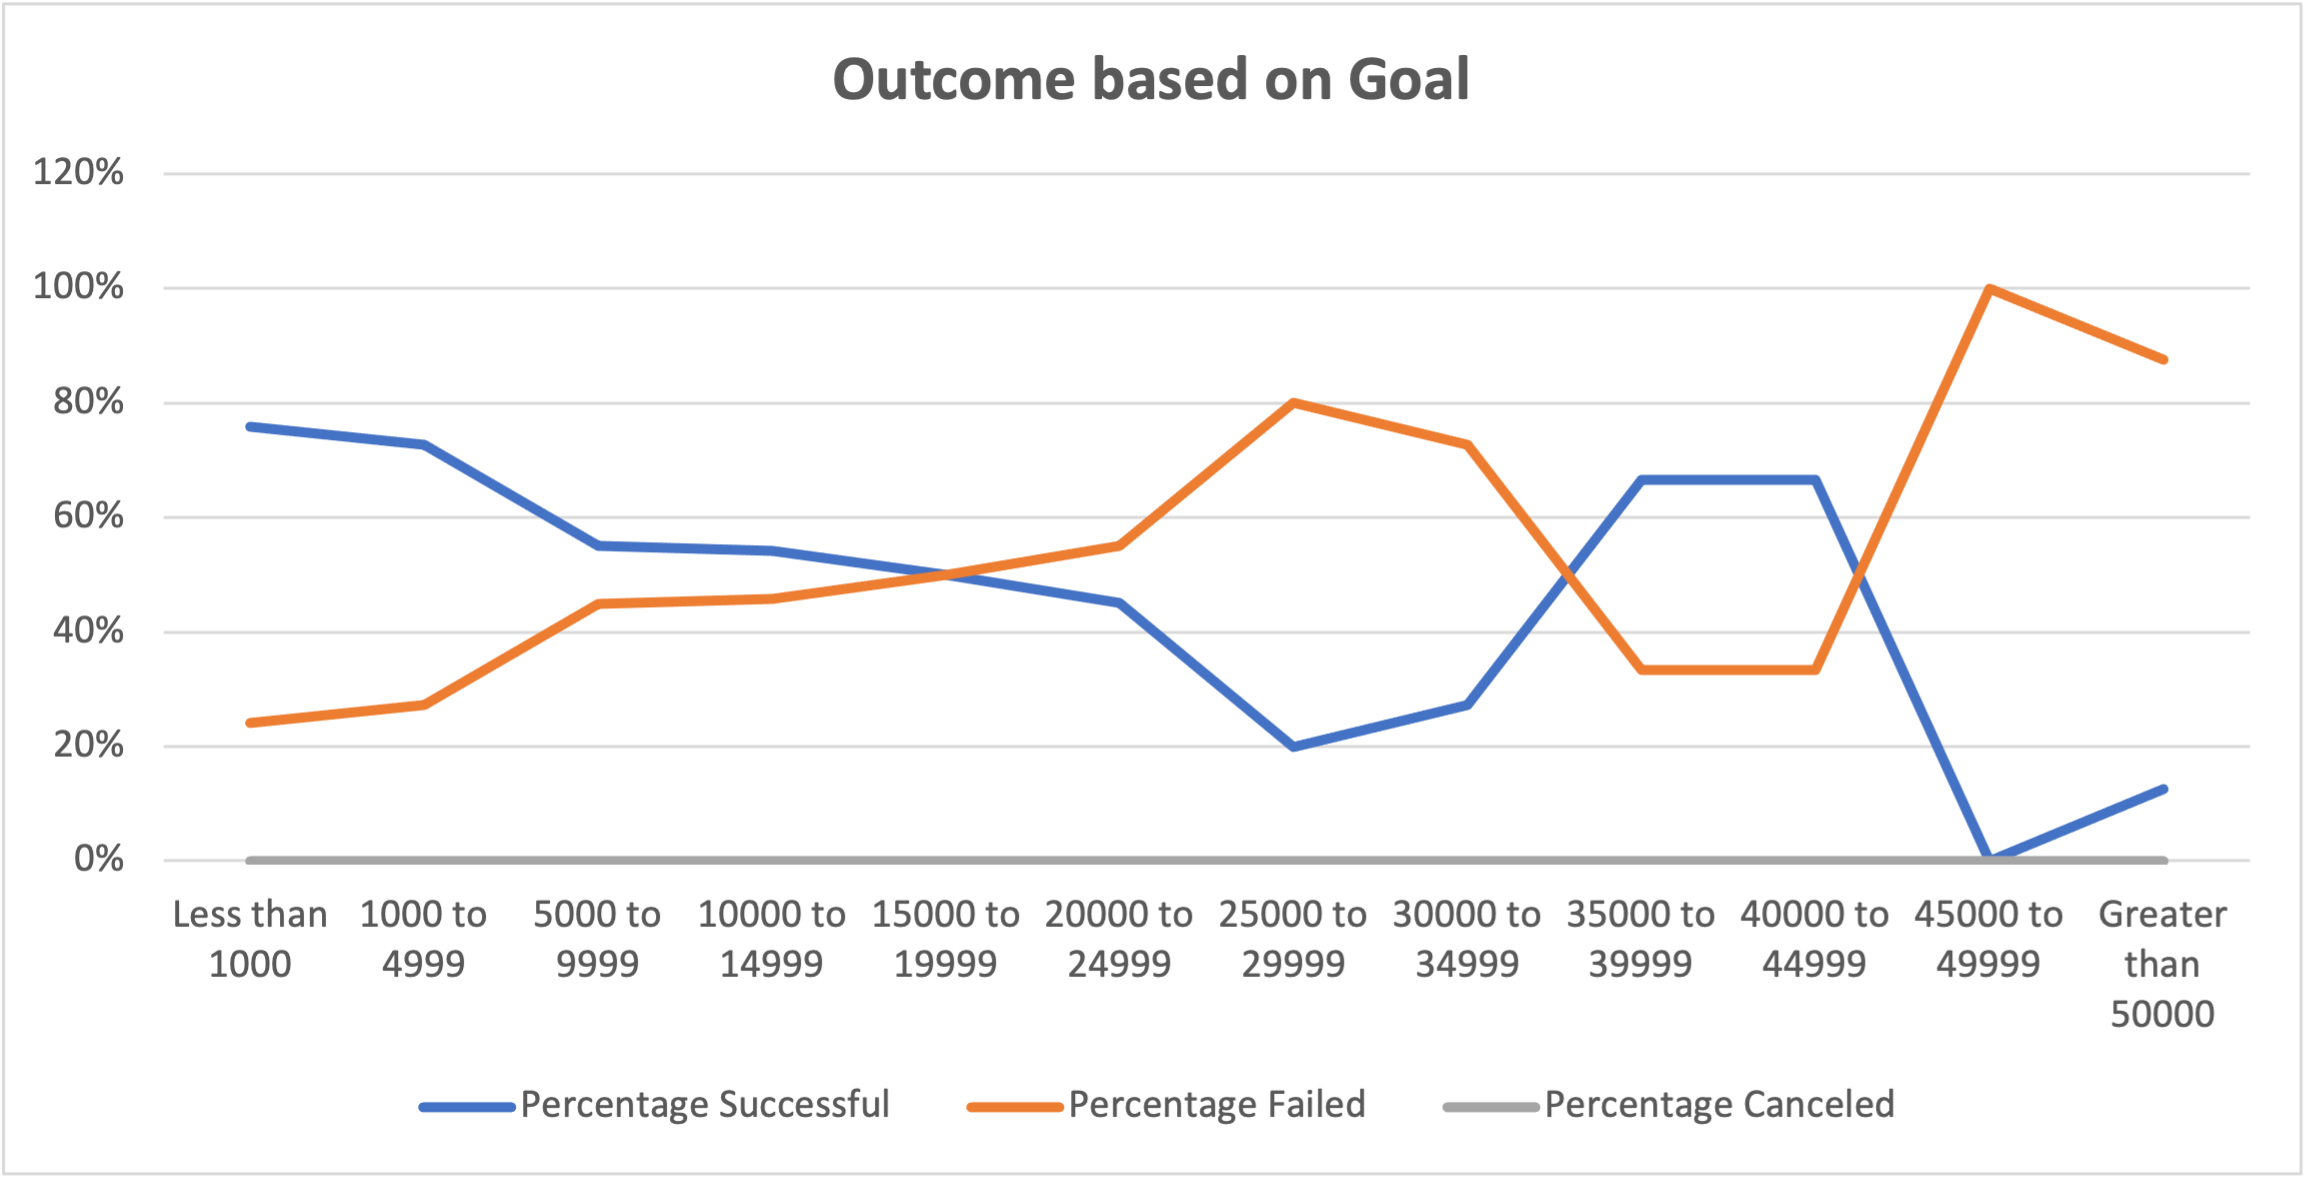 Outcome based on Goal
120%
100%
80%
60%
40%
20%
0%
Less than
1000
1000 to
4999
5000 to
9999
10000 to
14999
15000 to
19999
20000 to
24999
25000 to
29999
30000 to
34999
35000 to
39999
40000 to
44999
45000 to
49999
Greater
than
50000
Percentage Successful
Percentage Failed
Percentage Canceled